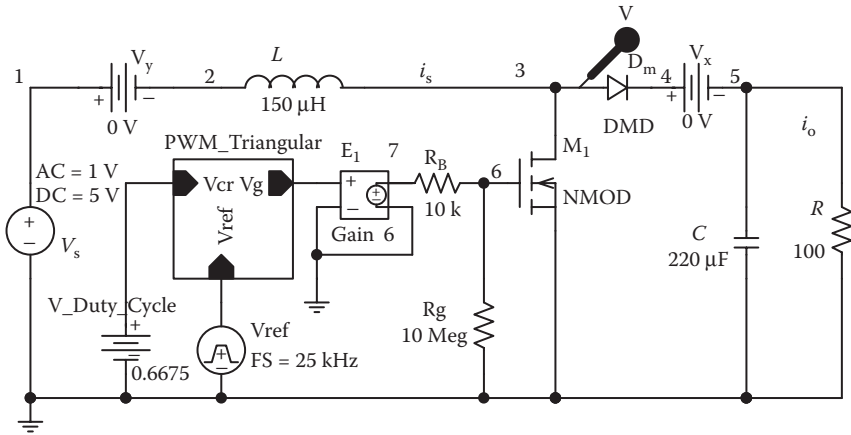 V
1
V_y
+ −
0 V
2
L
150 μH
i_s
3
D_m
DMD
4
V_x
+ −
0 V
5
i_o
PWM_Triangular
Vcr Vg
Vref
E_1
+
−
+
−
Gain 6
7
R_B
10 k
6
M_1
NMOD
AC = 1 V
DC = 5 V
+
−
V_s
C
220 μF
R
100
V_Duty_Cycle
+
−
0.6675
Vref
+
−
FS = 25 kHz
Rg
10 Meg